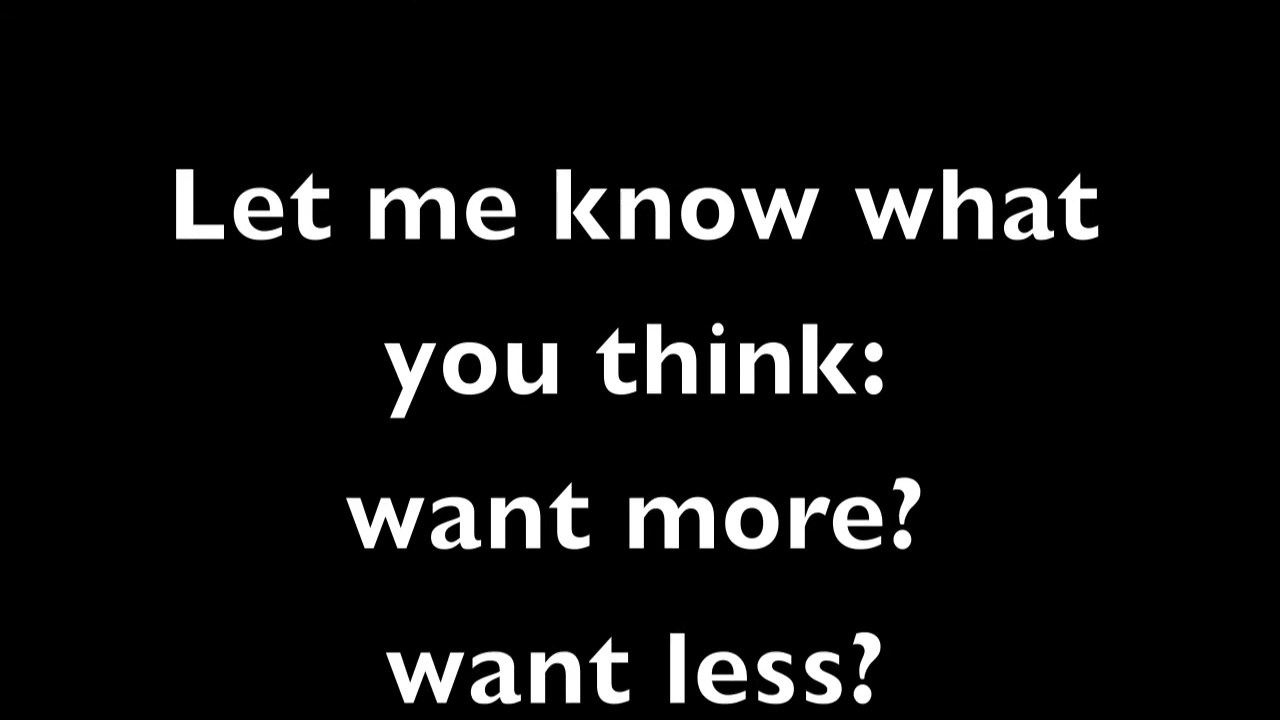 Let me know what
you think:
want more?
want less?